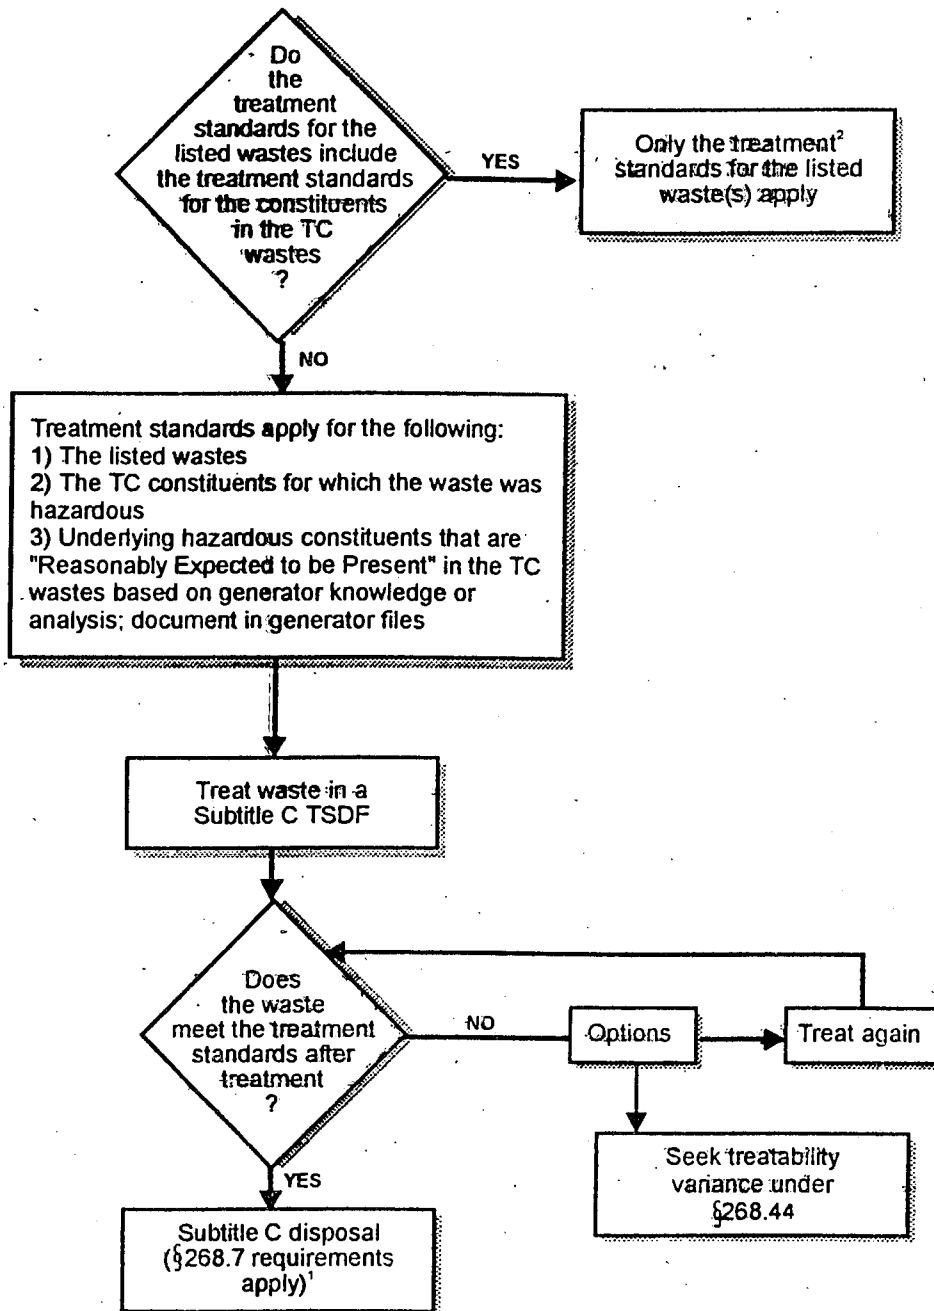 Do
the
treatment
standards for the
listed wastes include
the treatment standards
for the constituents
in the TC
wastes
?
YES
Only the treatment²
standards for the listed
waste(s) apply
NO
Treatment standards apply for the following:
1) The listed wastes
2) The TC constituents for which the waste was
hazardous
3) Underlying hazardous constituents that are
"Reasonably Expected to be Present" in the TC
wastes based on generator knowledge or
analysis; document in generator files
Treat waste in a
Subtitle C TSDF
Does
the waste
meet the treatment
standards after
treatment
?
NO
Options
Treat again
Seek treatability
variance under
§268.44
YES
Subtitle C disposal
(§268.7 requirements
apply)¹